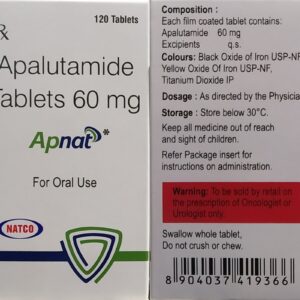 Rx
120 Tablets
Apalutamide
Tablets 60 mg
Apnat*
For Oral Use
NATCO
Composition :
Each film coated tablet contains:
Apalutamide 60 mg
Excipients q.s.
Colours: Black Oxide of Iron USP-NF,
Yellow Oxide Of Iron USP-NF,
Titanium Dioxide IP
Dosage : As directed by the Physicia
Storage : Store below 30°C.
Keep all medicine out of reach
and sight of children.
Refer Package insert for
instructions on administration.
Warning: To be sold by retail on
the prescription of Oncologist or
Urologist only.
Swallow whole tablet,
Do not crush or chew.
8 904037 419366